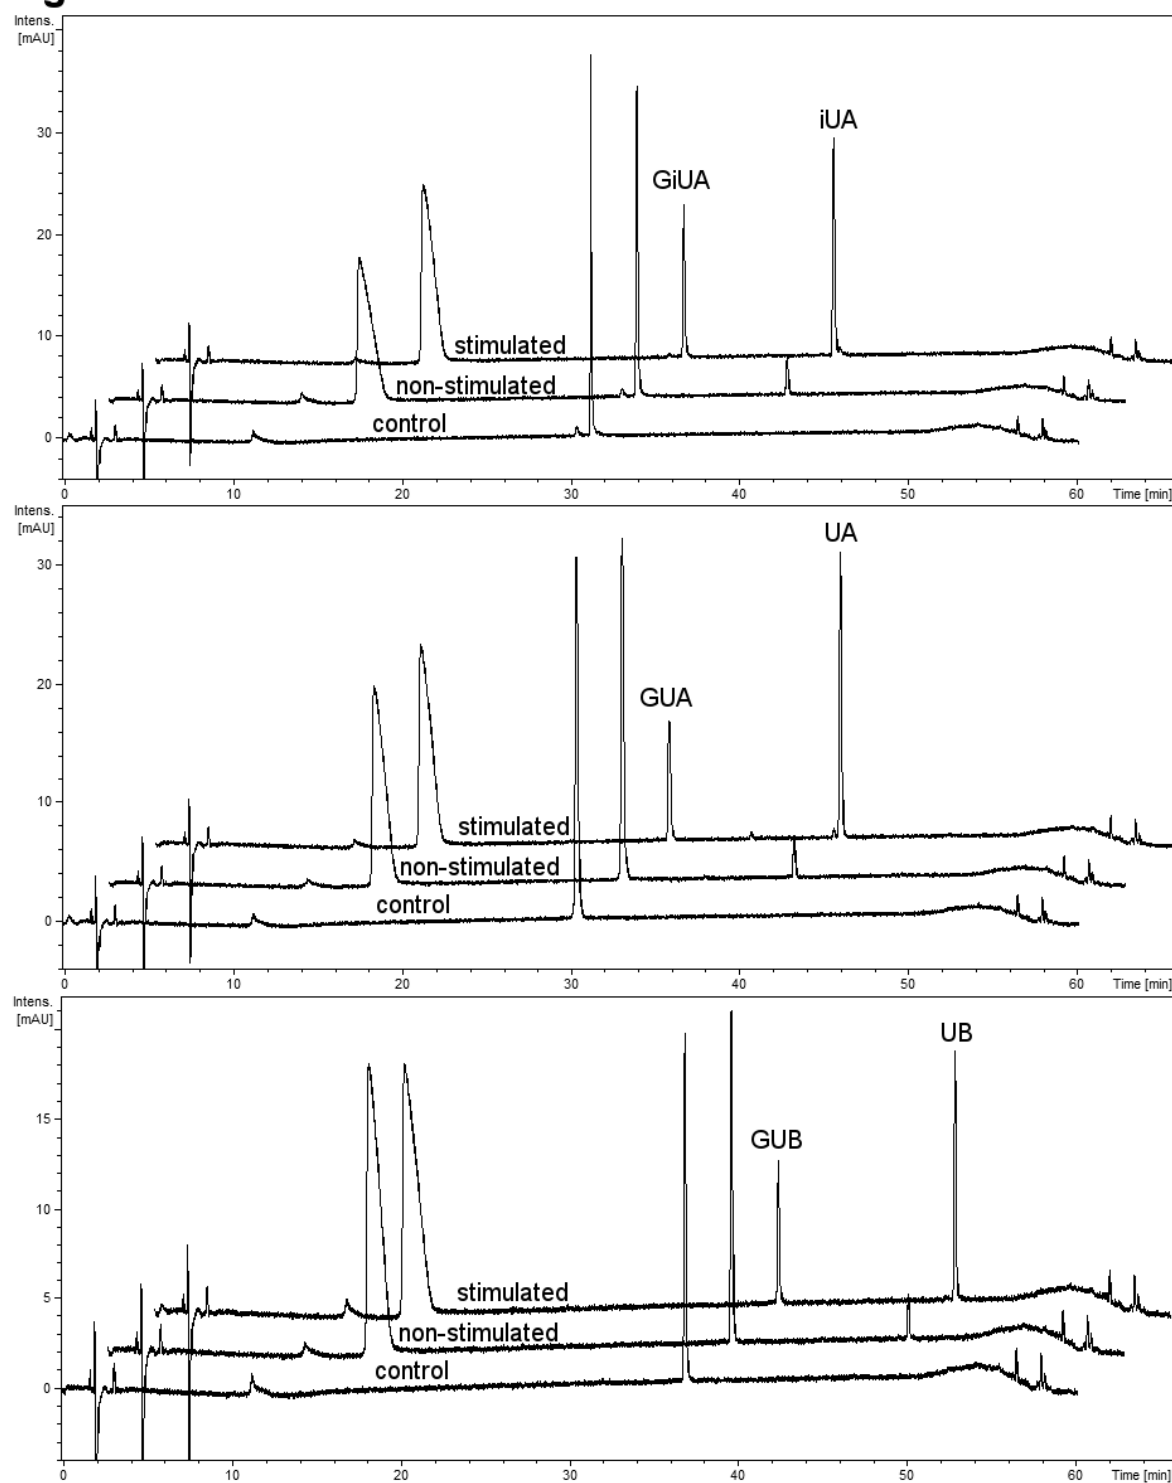 Intens.
[mAU]
30
20
10
0
iUA
GiUA
stimulated
non-stimulated
control
0 10 20 30 40 50 60 Time [min]
Intens.
[mAU]
30
20
10
0
UA
GUA
stimulated
non-stimulated
control
0 10 20 30 40 50 60 Time [min]
Intens.
[mAU]
15
10
5
0
UB
GUB
stimulated
non-stimulated
control
0 10 20 30 40 50 60 Time [min]